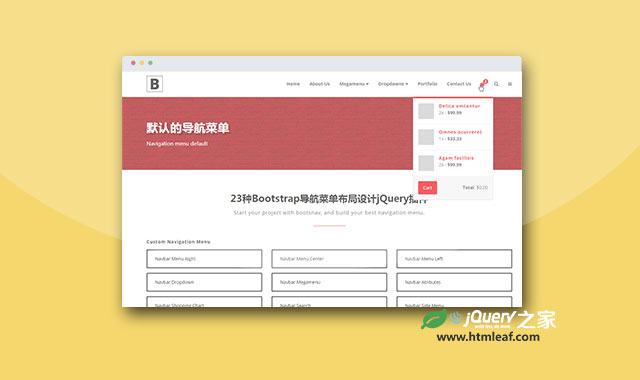 B
Home About Us Megamenu Dropdowns Portfolio Contact Us
默认的导航菜单
Navigation menu default
Delica amtantur
2x - $99.99
Omnes ocurreret
1x - $33.33
Agam facilisis
2x - $99.99
Cart Total: $0.00
23种Bootstrap导航菜单布局设计jQuery插件
Start your project with bootsnav, and build your best navigation menu.
Custom Navigation Menu
Navbar Menu Right Navbar Menu Center Navbar Menu Left
Navbar Dropdown Navbar Megamenu Navbar Atributes
Navbar Shopping Chart Navbar Search Navbar Side Menu
jQuery之家
www.htmleaf.com